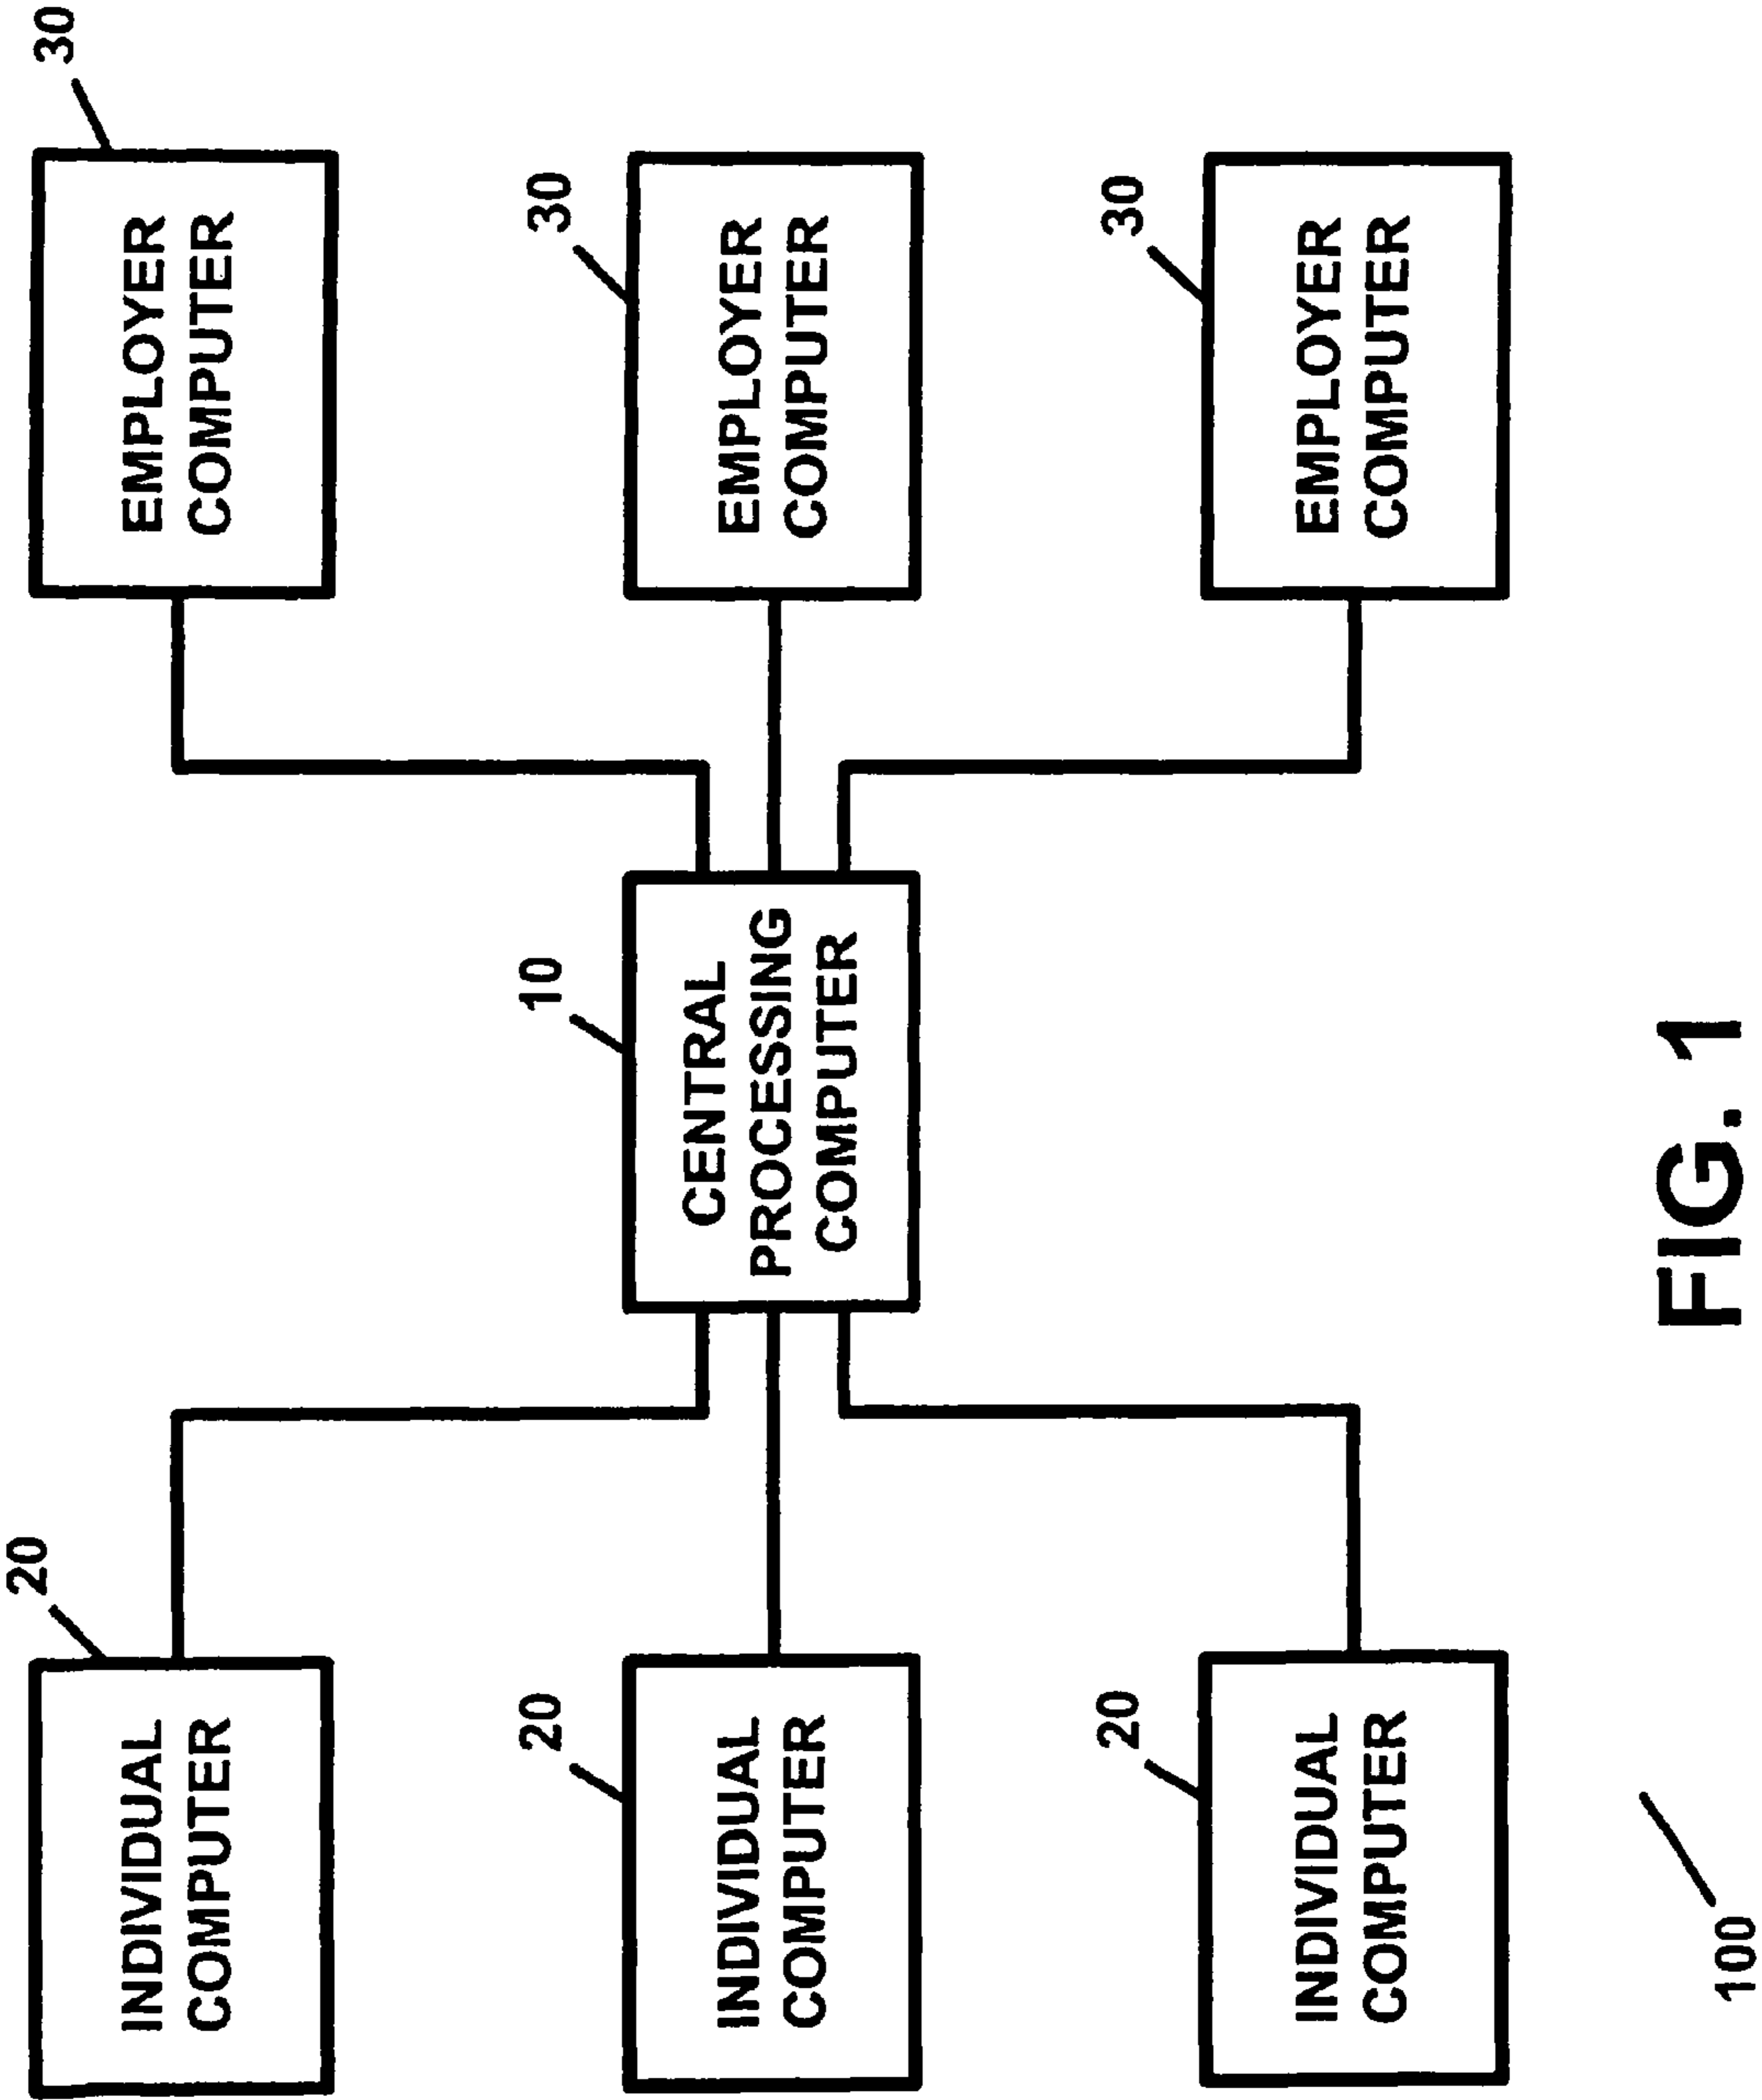 20
INDIVIDUAL
COMPUTER
30
EMPLOYER
COMPUTER
20
INDIVIDUAL
COMPUTER
10
CENTRAL
PROCESSING
COMPUTER
30
EMPLOYER
COMPUTER
20
INDIVIDUAL
COMPUTER
30
EMPLOYER
COMPUTER
100
FIG. 1